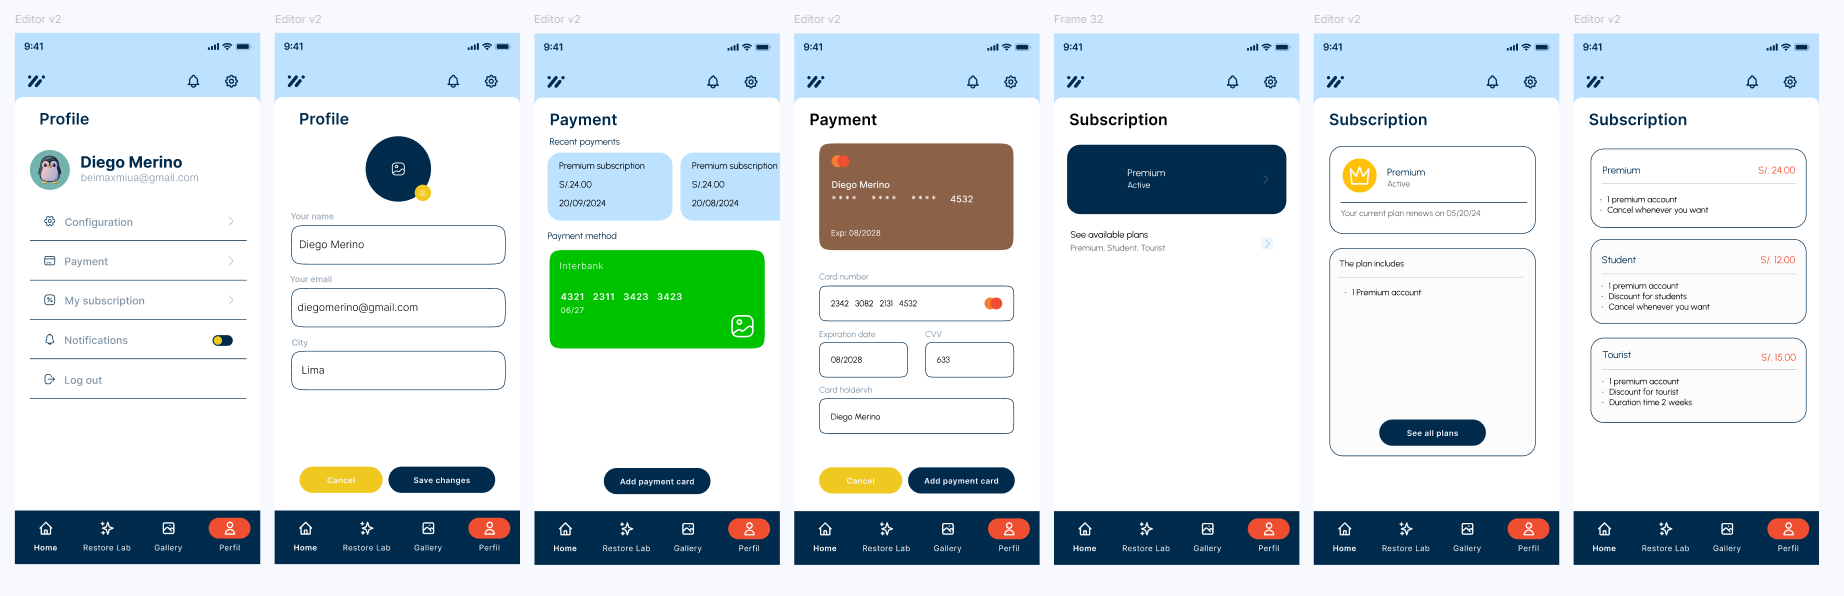 Editor v2
9:41
Profile
Diego Merino
beimaxmiua@gmail.com
Configuration
Payment
My subscription
Notifications
Log out
Home
Restore Lab
Gallery
Perfil
Editor v2
9:41
Profile
Your name
Diego Merino
Your email
diegomerino@gmail.com
City
Lima
Cancel
Save changes
Home
Restore Lab
Gallery
Perfil
Editor v2
9:41
Payment
Recent payments
Premium subscription
S/.24.00
20/09/2024
Premium subscription
S/.24.00
20/08/2024
Payment method
Interbank
4321 2311 3423 3423
06/27
Add payment card
Home
Restore Lab
Gallery
Perfil
Editor v2
9:41
Payment
Diego Merino
**** **** **** 4532
Exp: 08/2028
Card number
2342 3082 2131 4532
Expiration date
CVV
08/2028
633
Card holdervh
Diego Merino
Cancel
Add payment card
Home
Restore Lab
Gallery
Perfil
Frame 32
9:41
Subscription
Premium
Active
See available plans
Premium, Student, Tourist
Home
Restore Lab
Gallery
Perfil
Editor v2
9:41
Subscription
Premium
Active
Your current plan renews on 05/20/24
The plan includes
· 1 Premium account
See all plans
Home
Restore Lab
Gallery
Perfil
Editor v2
9:41
Subscription
Premium
S/. 24.00
· 1 premium account
· Cancel whenever you want
Student
S/. 12.00
· 1 premium account
· Discount for students
· Cancel whenever you want
Tourist
S/. 15.00
· 1 premium account
· Discount for tourist
· Duration time 2 weeks
Home
Restore Lab
Gallery
Perfil